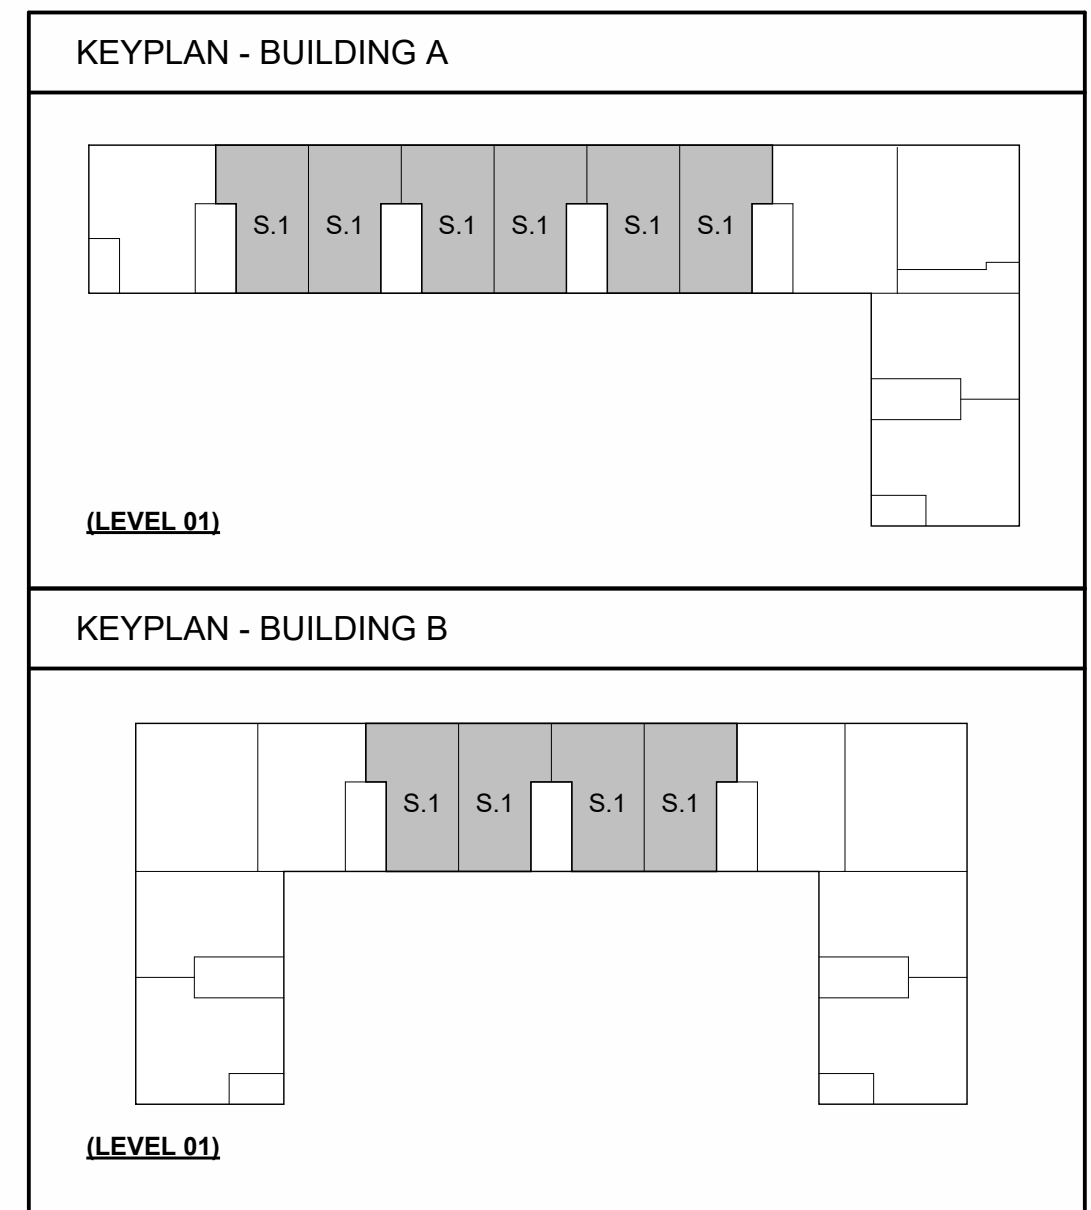 KEYPLAN - BUILDING A
S.1 S.1 S.1 S.1 S.1 S.1
(LEVEL 01)
KEYPLAN - BUILDING B
S.1 S.1 S.1 S.1
(LEVEL 01)